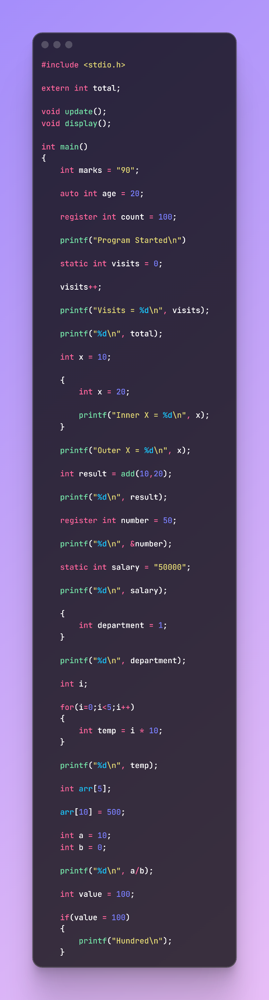 #include <stdio.h>
extern int total;
void update();
void display();
int main()
{
    int marks = "90";
    auto int age = 20;
    register int count = 100;
    printf("Program Started\n")
    static int visits = 0;
    visits++;
    printf("Visits = %d\n", visits);
    printf("%d\n", total);
    int x = 10;
    {
        int x = 20;
        printf("Inner X = %d\n", x);
    }
    printf("Outer X = %d\n", x);
    int result = add(10,20);
    printf("%d\n", result);
    register int number = 50;
    printf("%d\n", &number);
    static int salary = "50000";
    printf("%d\n", salary);
    {
        int department = 1;
    }
    printf("%d\n", department);
    int i;
    for(i=0;i<5;i++)
    {
        int temp = i * 10;
    }
    printf("%d\n", temp);
    int arr[5];
    arr[10] = 500;
    int a = 10;
    int b = 0;
    printf("%d\n", a/b);
    int value = 100;
    if(value = 100)
    {
        printf("Hundred\n");
    }